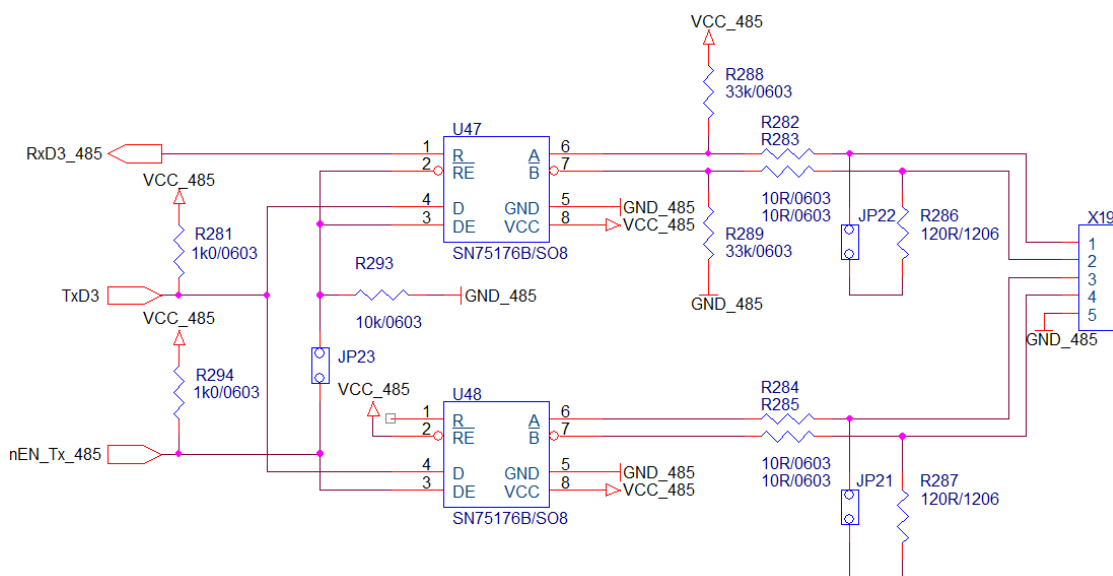 VCC_485
R288
33k/0603
U47
R282
R283
RxD3_485
1
R
A
6
2
RE
B
7
VCC_485
4
D
GND
5
GND_485
3
DE
VCC
8
VCC_485
SN75176B/SO8
10R/0603
10R/0603
R281
1k0/0603
R289
33k/0603
JP22
R286
120R/1206
X19
1
2
3
4
5
R293
GND_485
10k/0603
TxD3
GND_485
VCC_485
GND_485
JP23
R294
1k0/0603
VCC_485
U48
R284
R285
1
R
A
6
2
RE
B
7
nEN_Tx_485
4
D
GND
5
GND_485
3
DE
VCC
8
VCC_485
SN75176B/SO8
10R/0603
10R/0603
JP21
R287
120R/1206